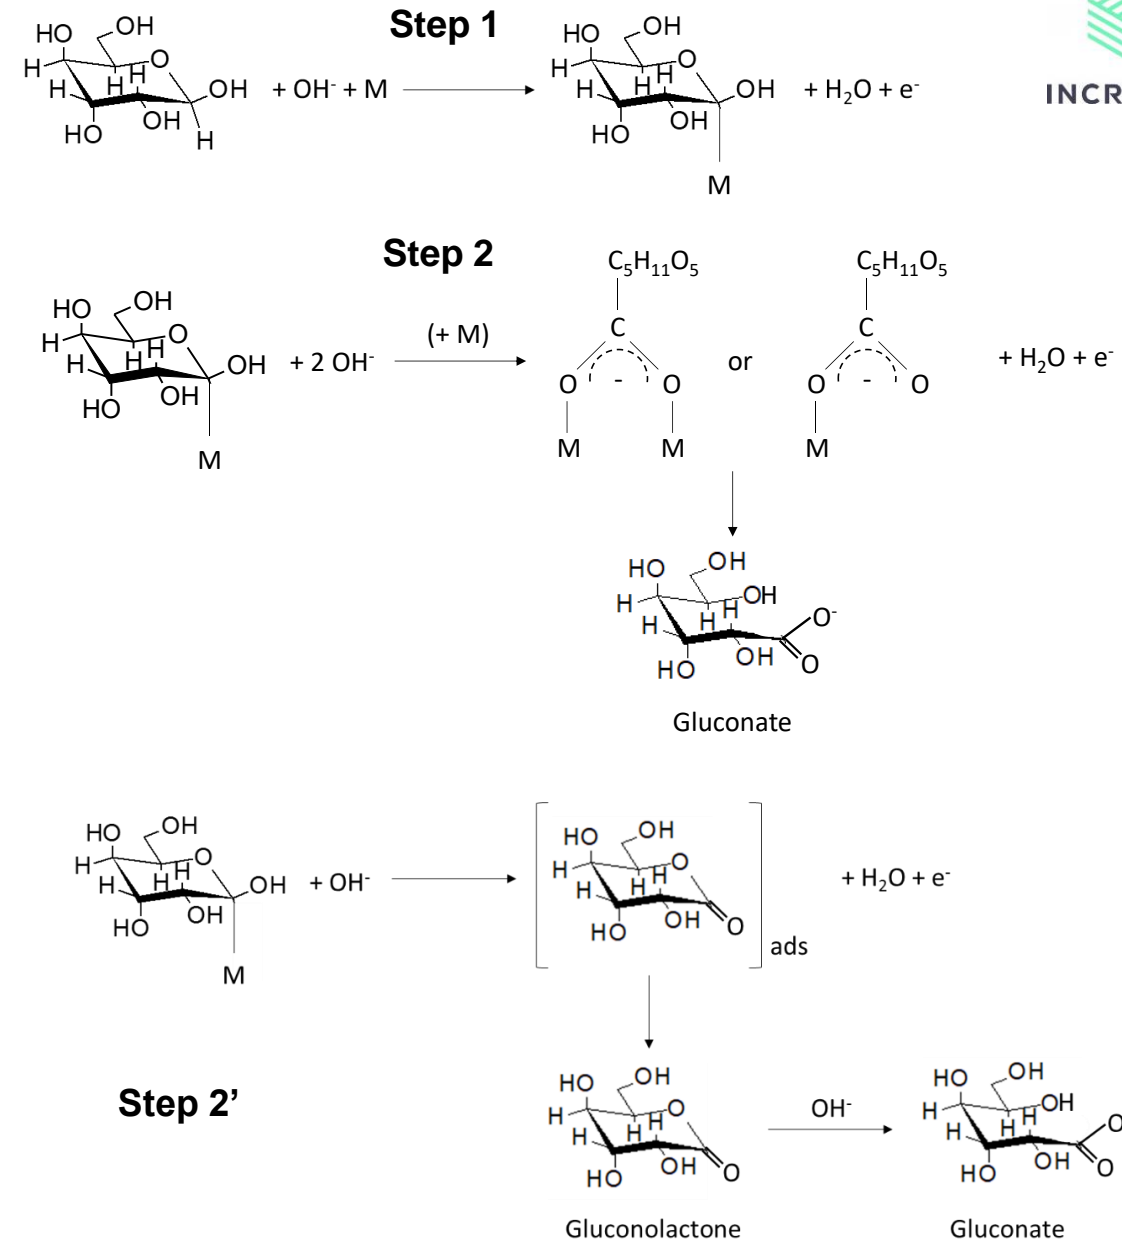 Step 1
HO OH
H O
H H H OH + OH⁻ + M
HO OH
H
HO OH
H O
H H H OH + H₂O + e⁻
HO OH
M
INCR
Step 2
HO OH
H O
H H H OH + 2 OH⁻
HO OH
M
(+ M)
C₅H₁₁O₅
C
O - O
M M
or
C₅H₁₁O₅
C
O - O
M
+ H₂O + e⁻
HO OH
H OH
H H H O⁻
HO OH O
Gluconate
HO OH
H O
H H H OH + OH⁻
HO OH
M
HO OH
H O
H H H
HO OH O
ads
+ H₂O + e⁻
Step 2’
HO OH
H O
H H H
HO OH O
Gluconolactone
OH⁻
HO OH
H OH
H H H O
HO OH O
Gluconate